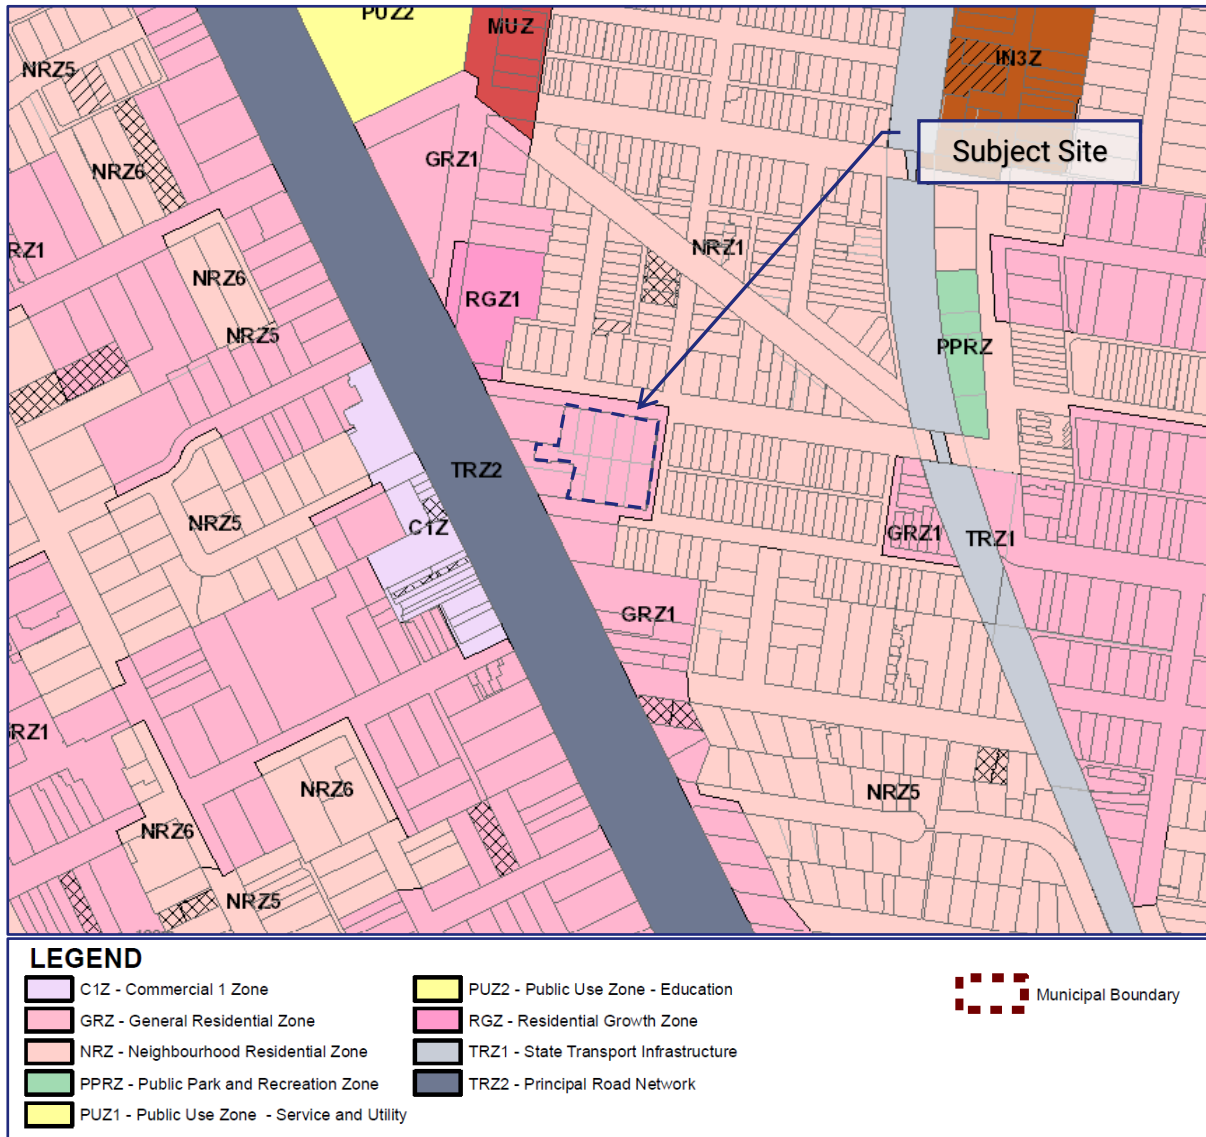 PUZ2
MUZ
NRZ5
IN3Z
Subject Site
GRZ1
NRZ6
RZ1
NRZ1
NRZ6
RGZ1
NRZ5
PPRZ
TRZ2
NRZ5
C1Z
GRZ1
TRZ1
GRZ1
GRZ1
NRZ6
NRZ5
NRZ6
NRZ5
LEGEND
C1Z - Commercial 1 Zone
GRZ - General Residential Zone
NRZ - Neighbourhood Residential Zone
PPRZ - Public Park and Recreation Zone
PUZ1 - Public Use Zone - Service and Utility
PUZ2 - Public Use Zone - Education
RGZ - Residential Growth Zone
TRZ1 - State Transport Infrastructure
TRZ2 - Principal Road Network
Municipal Boundary